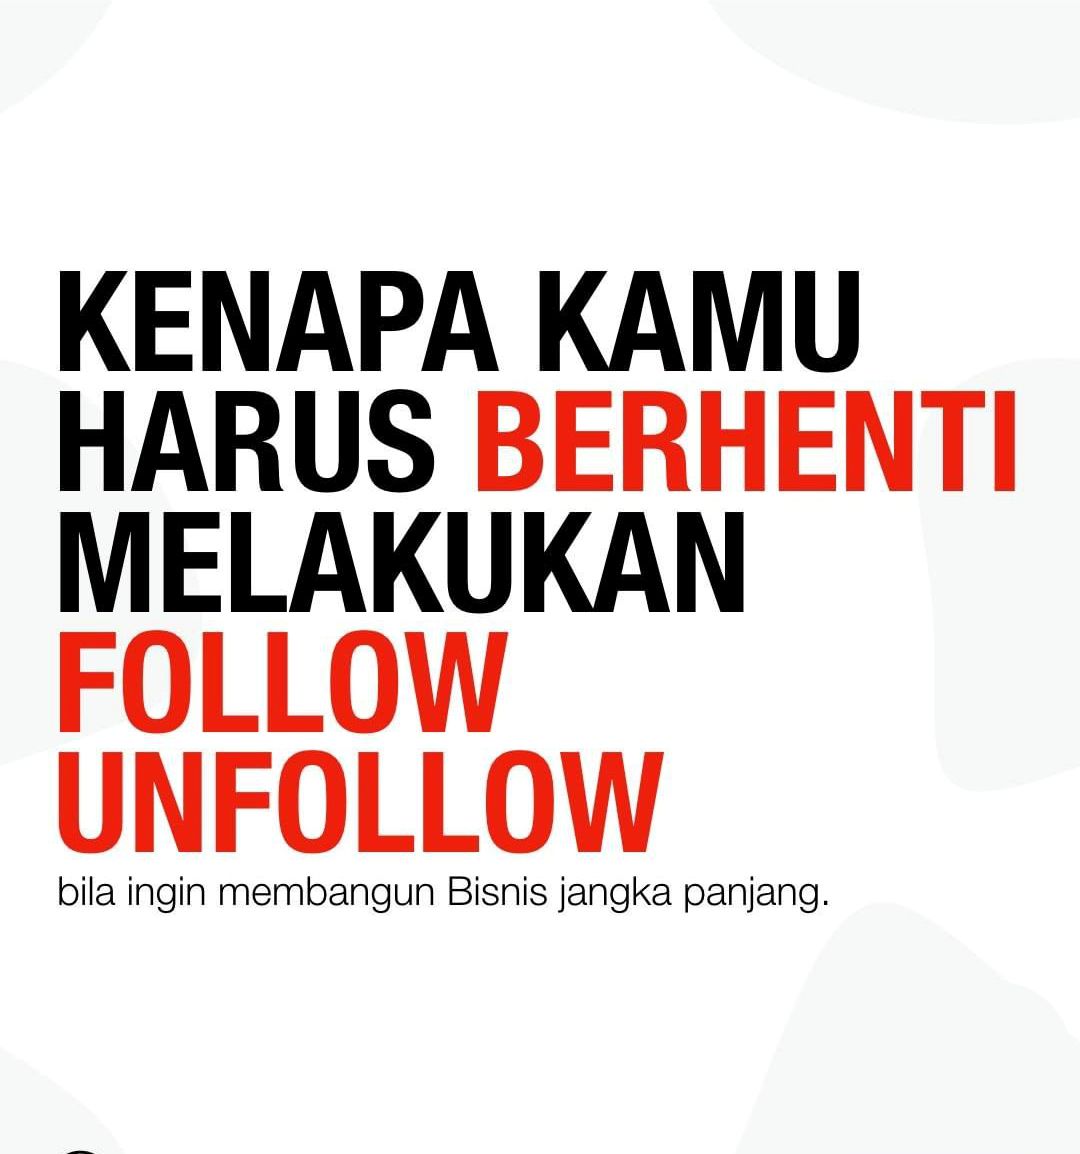 KENAPA KAMU
HARUS BERHENTI
MELAKUKAN
FOLLOW
UNFOLLOW
bila ingin membangun Bisnis jangka panjang.